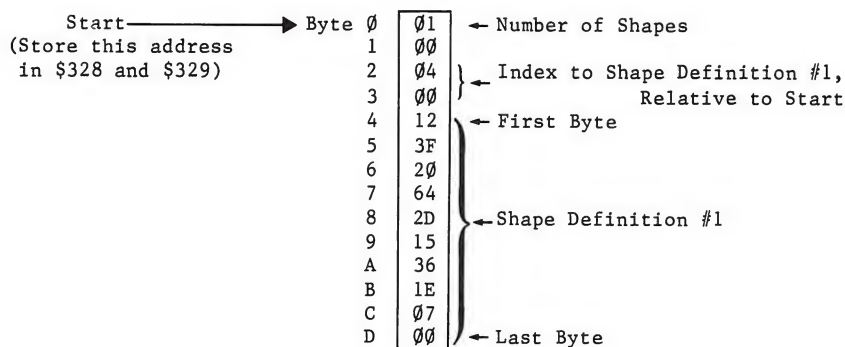 Start Byte Ø Ø1 Number of Shapes
(Store this address 1 ØØ
in $328 and $329) 2 Ø4 Index to Shape Definition #1,
3 ØØ Relative to Start
4 12 First Byte
5 3F
6 2Ø
7 64
8 2D Shape Definition #1
9 15
A 36
B 1E
C Ø7
D ØØ Last Byte